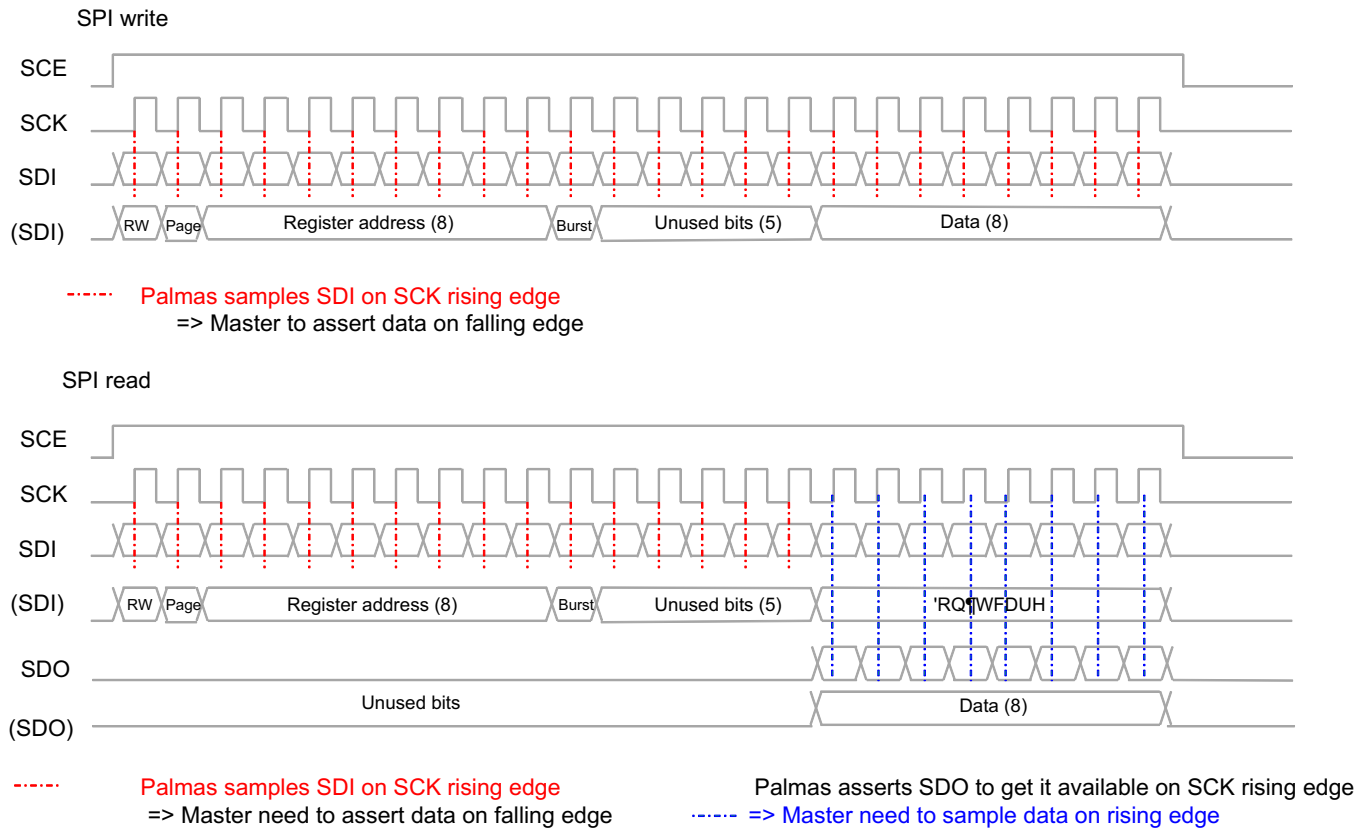 SPI write
SCE
SCK
SDI
(SDI) RW Page Register address (8) Burst Unused bits (5) Data (8)
Palmas samples SDI on SCK rising edge
=> Master to assert data on falling edge
SPI read
SCE
SCK
SDI
(SDI) RW Page Register address (8) Burst Unused bits (5) 'RQ¶WFDUH
SDO
(SDO) Unused bits Data (8)
Palmas samples SDI on SCK rising edge
=> Master need to assert data on falling edge
Palmas asserts SDO to get it available on SCK rising edge
=> Master need to sample data on rising edge